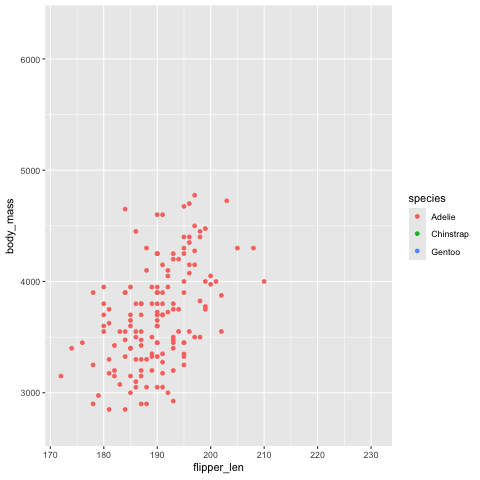 6000
5000
4000
3000
body_mass
170 180 190 200 210 220 230
flipper_len
species
Adelie
Chinstrap
Gentoo